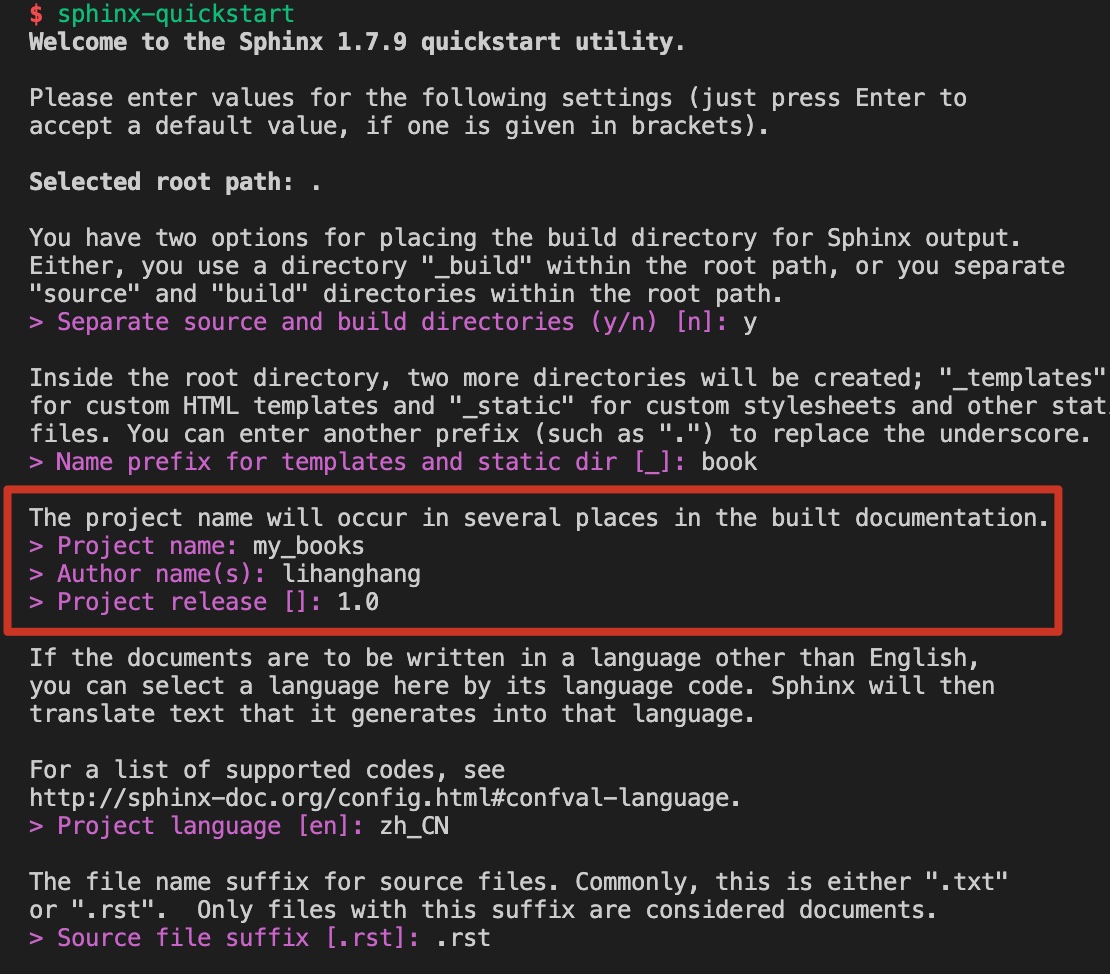 $ sphinx-quickstart
Welcome to the Sphinx 1.7.9 quickstart utility.
Please enter values for the following settings (just press Enter to
accept a default value, if one is given in brackets).
Selected root path: .
You have two options for placing the build directory for Sphinx output.
Either, you use a directory "_build" within the root path, or you separate
"source" and "build" directories within the root path.
> Separate source and build directories (y/n) [n]: y
Inside the root directory, two more directories will be created; "_templates"
for custom HTML templates and "_static" for custom stylesheets and other stat
files. You can enter another prefix (such as ".") to replace the underscore.
> Name prefix for templates and static dir [_]: book
The project name will occur in several places in the built documentation.
> Project name: my_books
> Author name(s): lihanghang
> Project release []: 1.0
If the documents are to be written in a language other than English,
you can select a language here by its language code. Sphinx will then
translate text that it generates into that language.
For a list of supported codes, see
http://sphinx-doc.org/config.html#confval-language.
> Project language [en]: zh_CN
The file name suffix for source files. Commonly, this is either ".txt"
or ".rst".  Only files with this suffix are considered documents.
> Source file suffix [.rst]: .rst